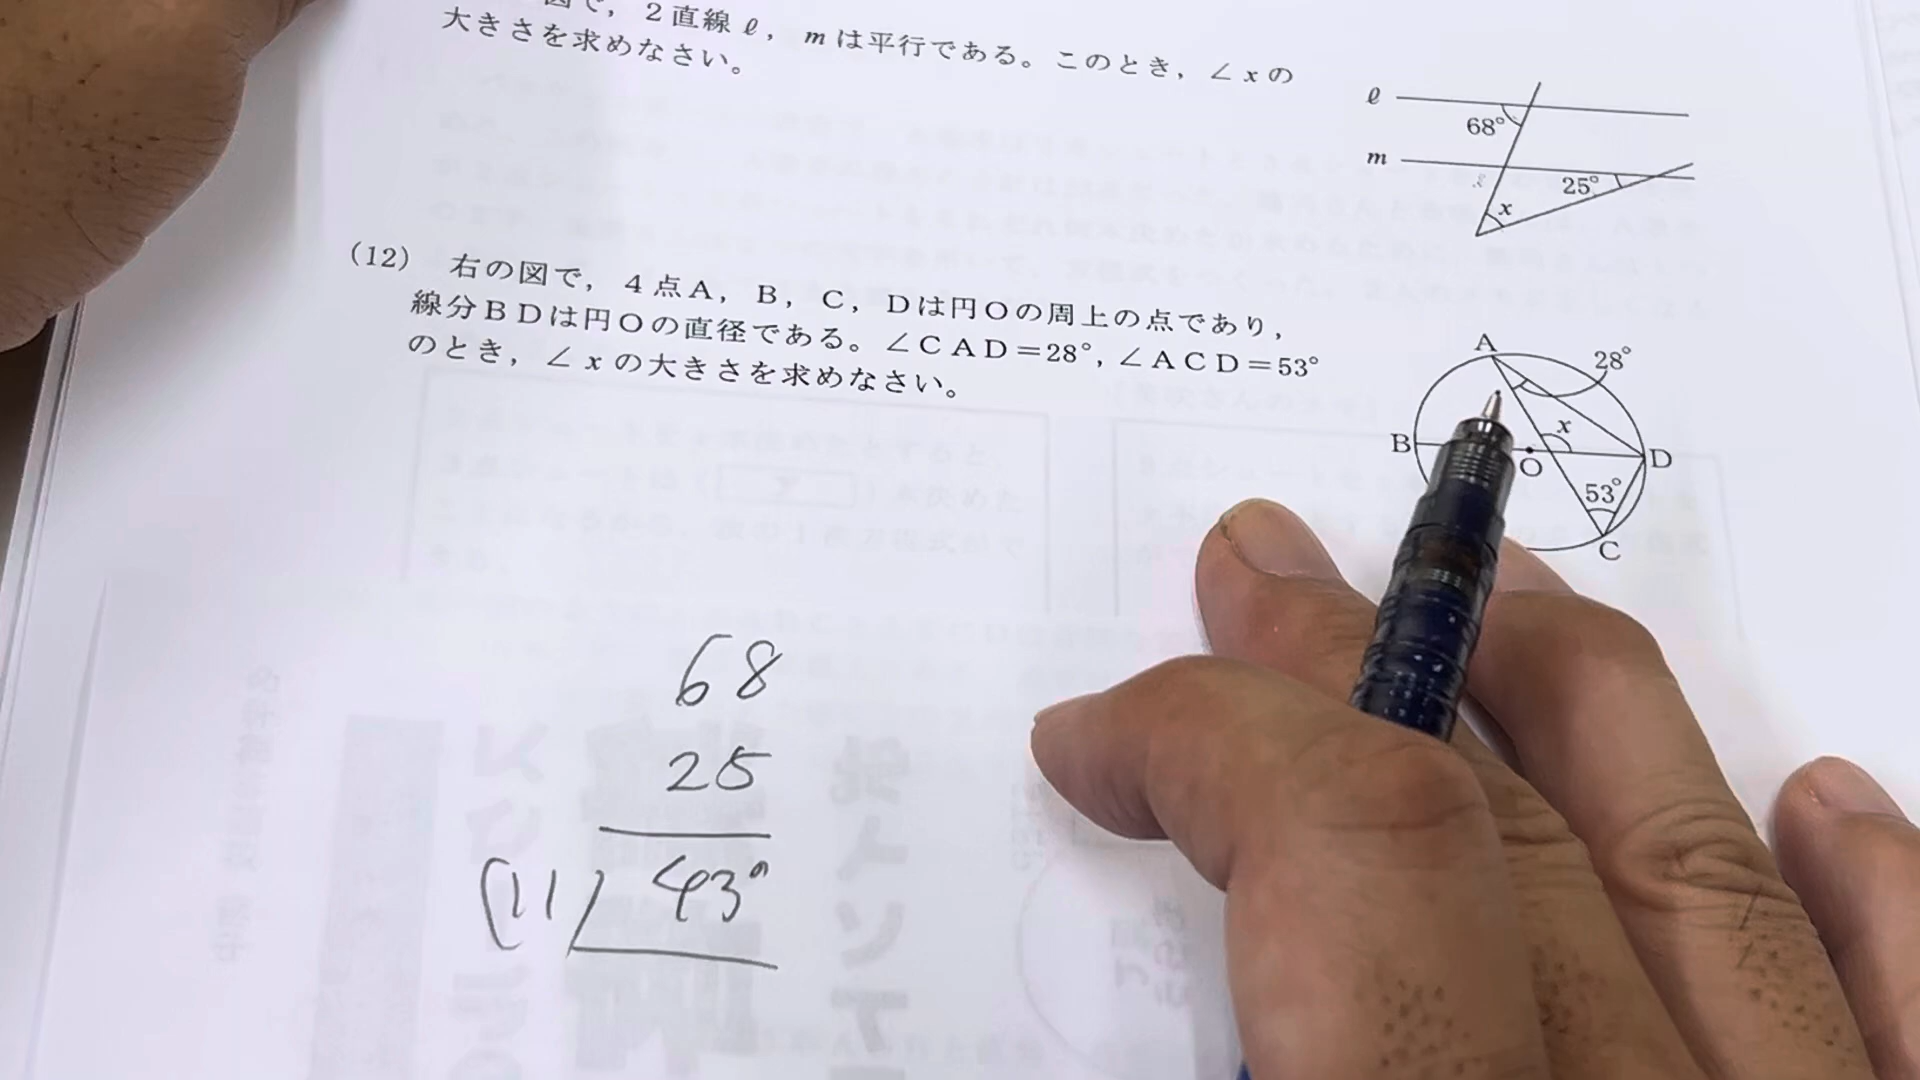 図で，２直線ℓ，mは平行である。このとき，∠xの
大きさを求めなさい。
ℓ
68°
m
25°
x
(12) 右の図で，４点Ａ，Ｂ，Ｃ，Ｄは円Ｏの周上の点であり，
線分ＢＤは円Ｏの直径である。∠ＣＡＤ＝28°，∠ＡＣＤ＝53°
のとき，∠xの大きさを求めなさい。
A
28°
B
x
O
D
53°
C
68
25
(11) 43°